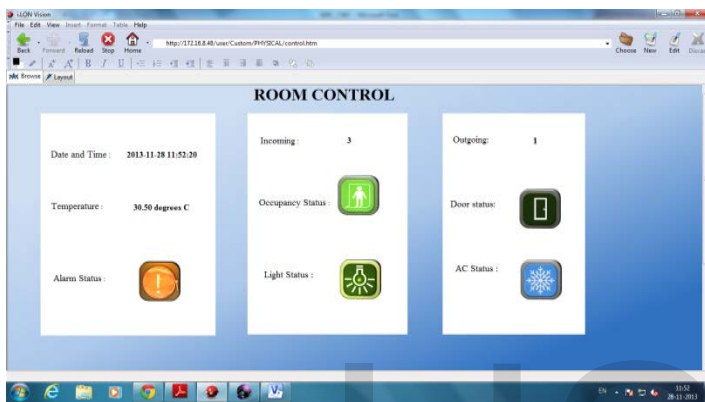 i.LON Vision
File Edit View Insert Format Table Help
Back Forward Reload Stop Home http://172.16.8.48/user/Custom/PHYSICAL/control.htm Choose New Edit
Browse Layout
ROOM CONTROL
Date and Time : 2013-11-28 11:52:20
Temperature : 30.50 degrees C
Alarm Status :
Incoming : 3
Occupancy Status :
Light Status :
Outgoing: 1
Door status:
AC Status :
EN
11:52
28-11-2013